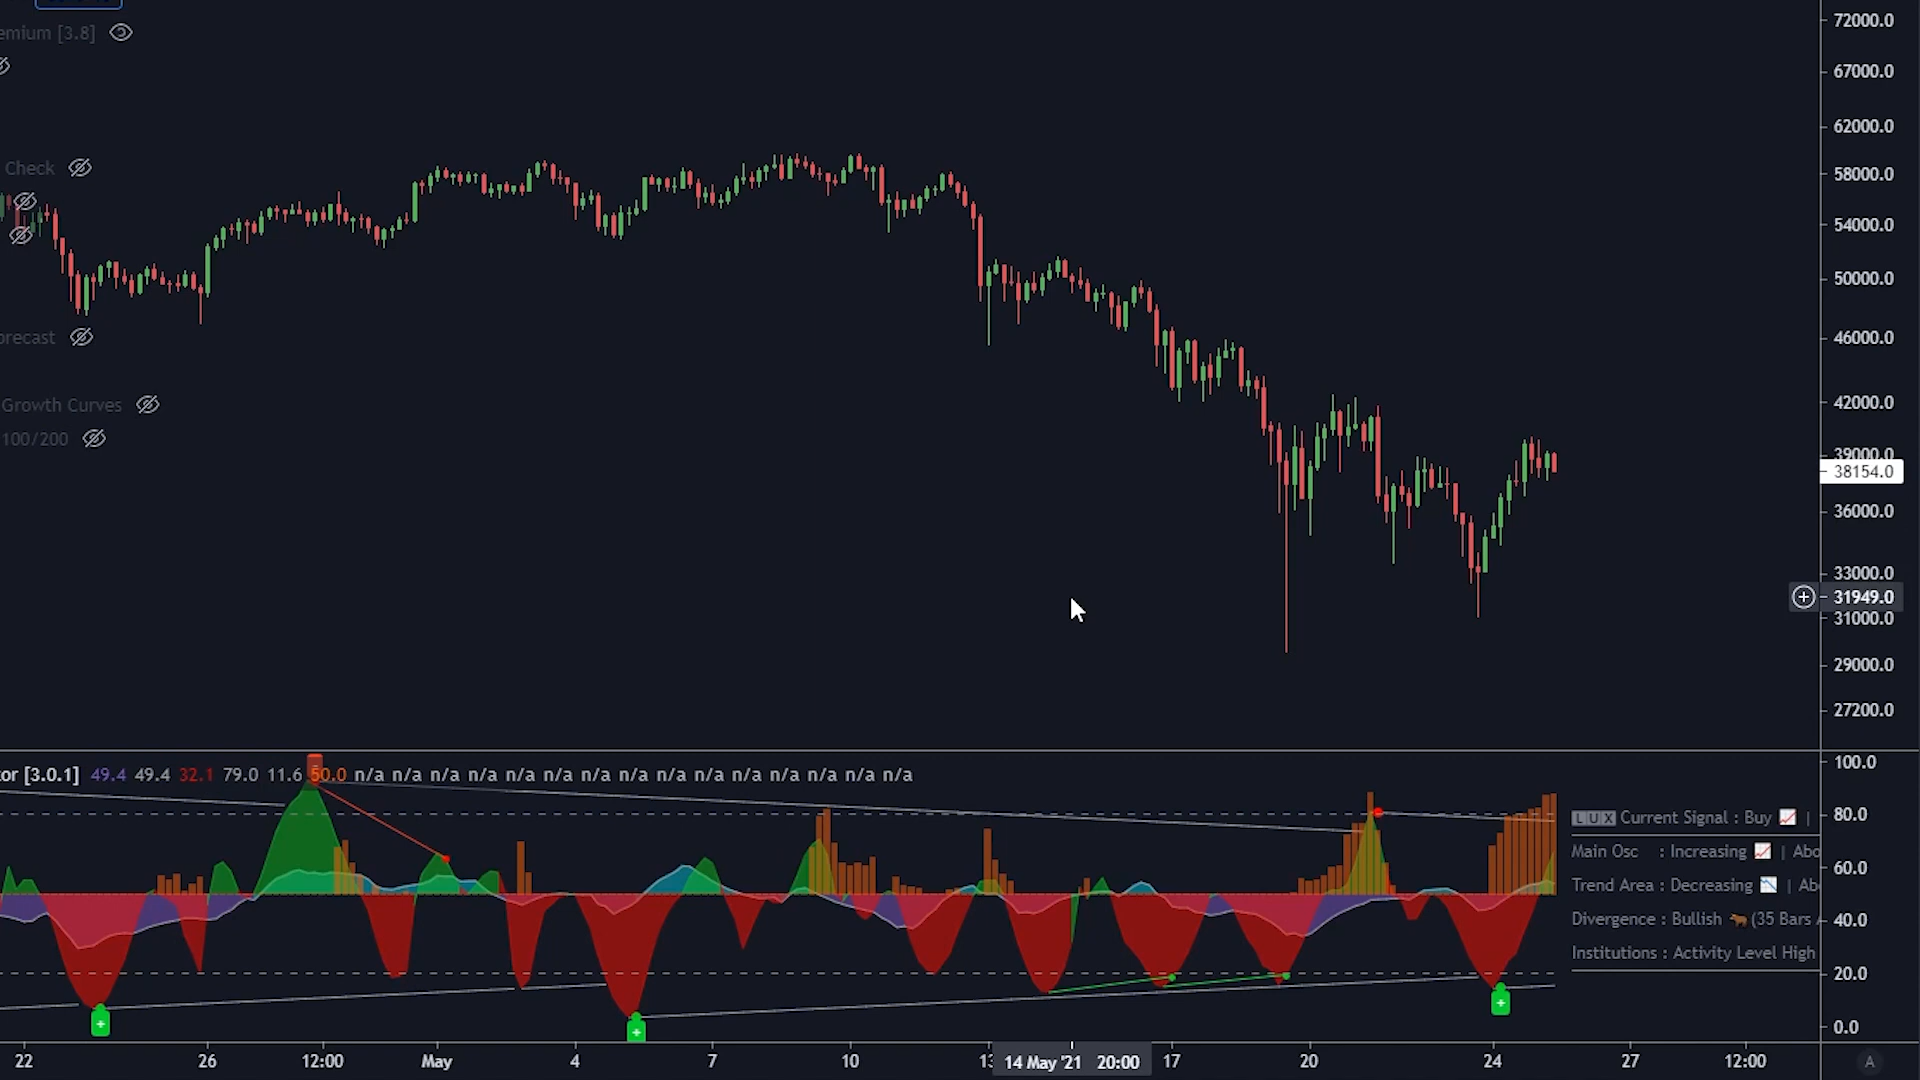 emium [3.8]
Check
orecast
Growth Curves
100/200
72000.0
67000.0
62000.0
58000.0
54000.0
50000.0
46000.0
42000.0
39000.0
38154.0
36000.0
33000.0
31949.0
31000.0
29000.0
27200.0
tor [3.0.1] 49.4 49.4 32.1 79.0 11.6 50.0 n/a n/a n/a n/a n/a n/a n/a n/a n/a n/a n/a n/a n/a n/a n/a
100.0
80.0
60.0
40.0
20.0
0.0
LUX Current Signal : Buy |
Main Osc : Increasing | Abo
Trend Area : Decreasing | Ab
Divergence : Bullish (35 Bars A
Institutions : Activity Level High
22 26 12:00 May 4 7 10 13 14 May '21 20:00 17 20 24 27 12:00 A